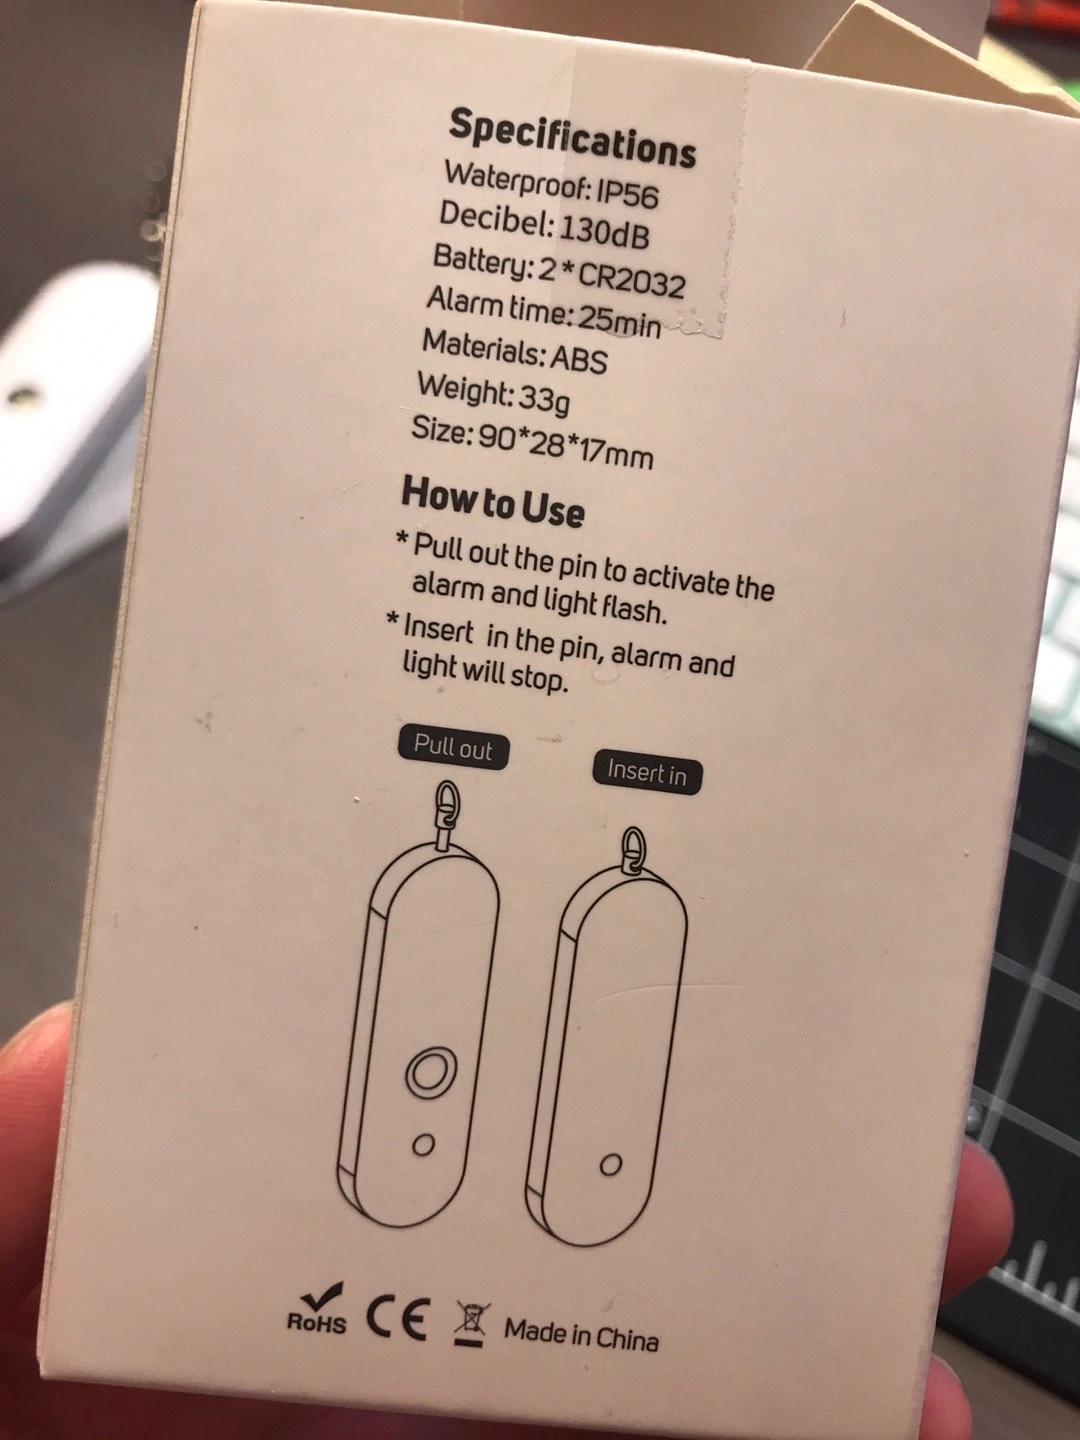 Specifications
Waterproof: IP56
Decibel: 130dB
Battery: 2*CR2032
Alarm time: 25min
Materials: ABS
Weight: 33g
Size: 90*28*17mm
How to Use
* Pull out the pin to activate the
alarm and light flash.
* Insert in the pin, alarm and
light will stop.
Pull out
Insert in
RoHS CE Made in China